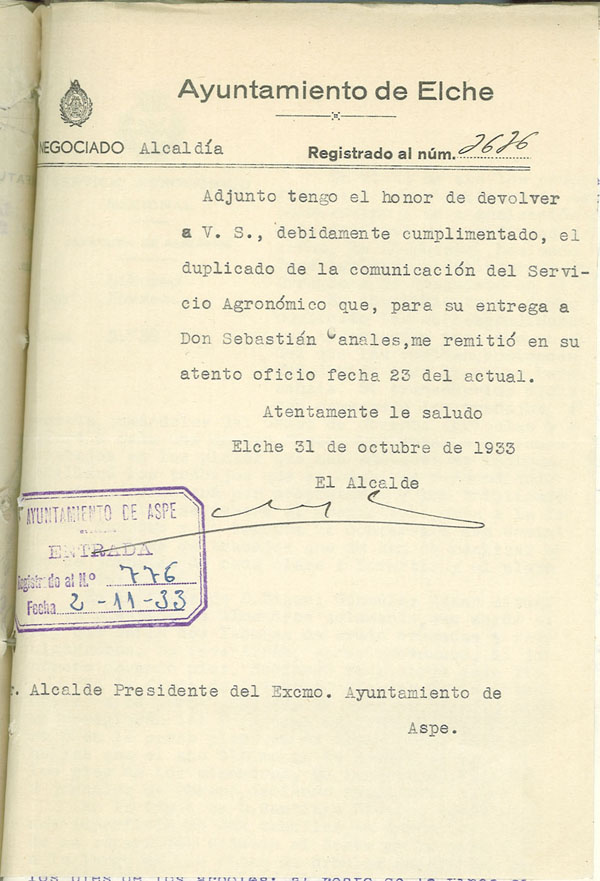 Ayuntamiento de Elche
NEGOCIADO Alcaldía
Registrado al núm. 2626
Adjunto tengo el honor de devolver
a V. S., debidamente cumplimentado, el
duplicado de la comunicación del Servi-
cio Agronómico que, para su entrega a
Don Sebastián Canales,me remitió en su
atento oficio fecha 23 del actual.
Atentamente le saludo
Elche 31 de octubre de 1933
El Alcalde
AYUNTAMIENTO DE ASPE
ENTRADA
Registrado al N.º 776
Fecha 2-11-33
r. Alcalde Presidente del Excmo. Ayuntamiento de
Aspe.